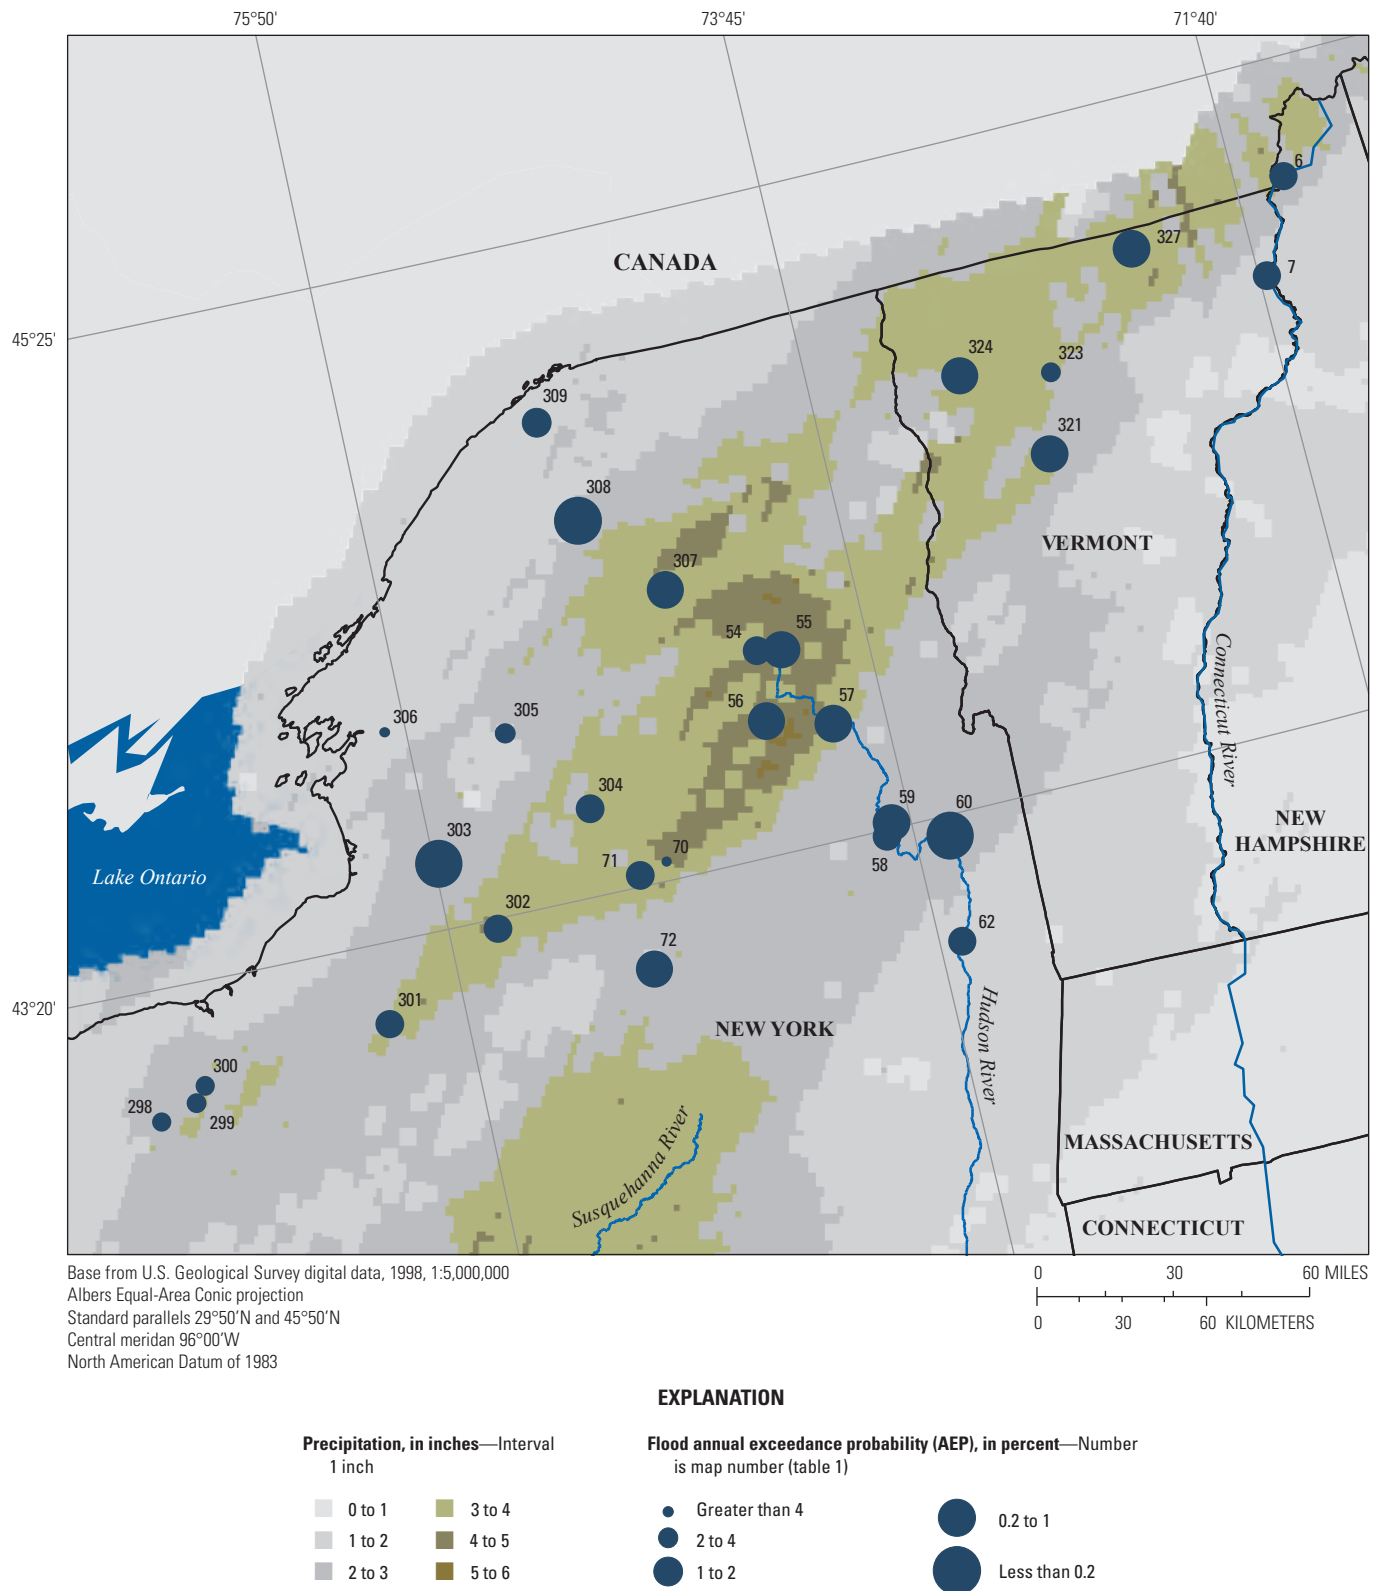 75°50' 73°45' 71°40'
6
327
CANADA
7
45°25'
324
323
309
321
308
VERMONT
307
54
55
56
57
Connecticut River
306
305
304
59
60
NEW
HAMPSHIRE
303
58
71
70
Lake Ontario
302
62
72
43°20'
301
NEW YORK
Hudson River
300
298
299
Susquehanna River
MASSACHUSETTS
CONNECTICUT
Base from U.S. Geological Survey digital data, 1998, 1:5,000,000
Albers Equal-Area Conic projection
Standard parallels 29°50'N and 45°50'N
Central meridian 96°00'W
North American Datum of 1983
0 30 60 MILES
0 30 60 KILOMETERS
EXPLANATION
Precipitation, in inches—Interval
1 inch
0 to 1
1 to 2
2 to 3
3 to 4
4 to 5
5 to 6
Flood annual exceedance probability (AEP), in percent—Number
is map number (table 1)
Greater than 4
2 to 4
1 to 2
0.2 to 1
Less than 0.2